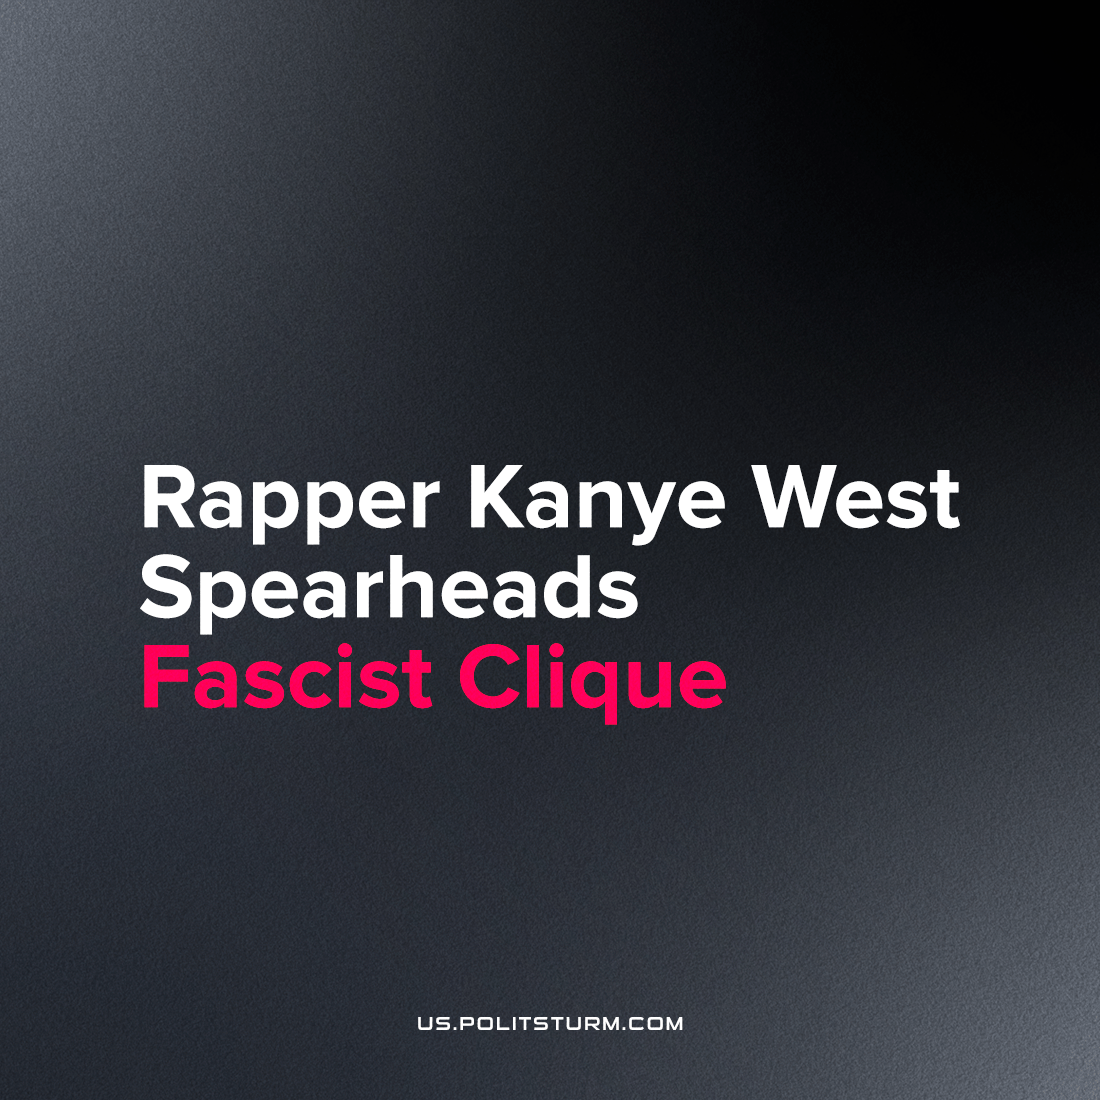 Rapper Kanye West
Spearheads
Fascist Clique
US.POLITSTURM.COM